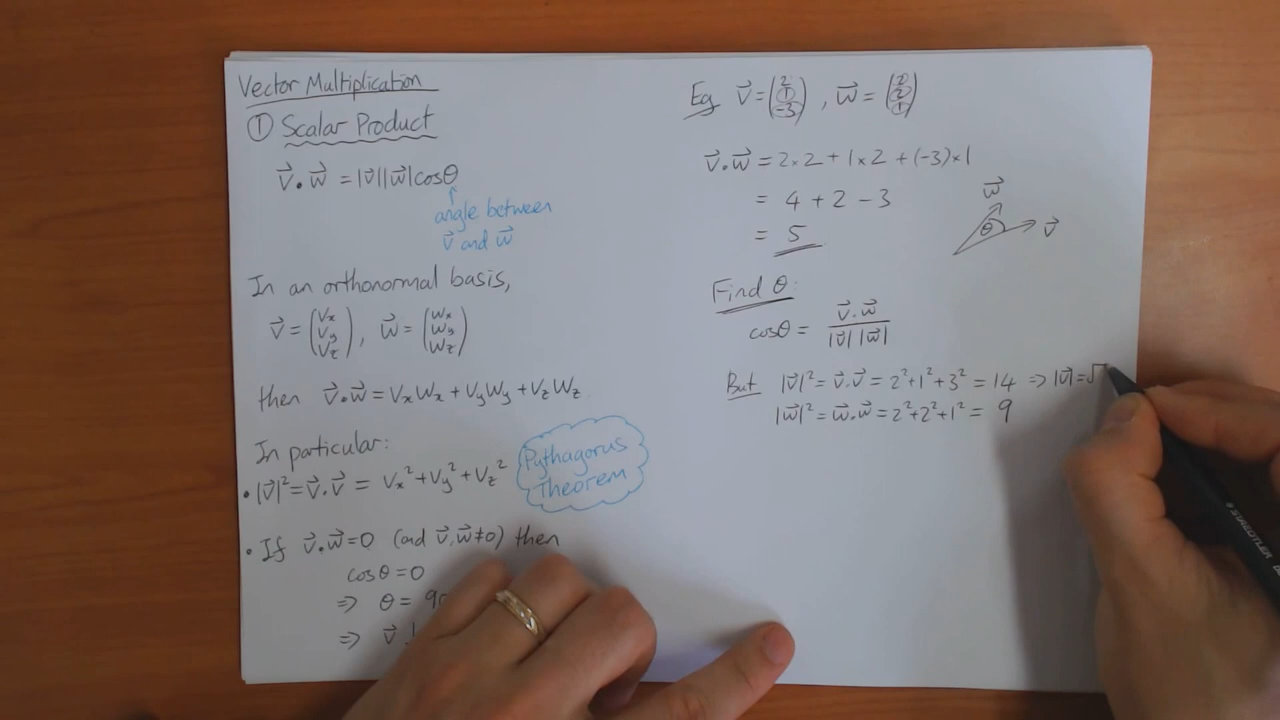 Vector Multiplication
① Scalar Product
v⃗·w⃗ = |v⃗||w⃗|cosθ
↑
angle between
v⃗ and w⃗
In an orthonormal basis,
v⃗ = (Vx Vy Vz), w⃗ = (Wx Wy Wz)
then v⃗·w⃗ = VxWx + VyWy + VzWz
In particular:
• |v⃗|² = v⃗·v⃗ = Vx² + Vy² + Vz²
Pythagorus
Theorem
• If v⃗·w⃗=0 (and v⃗,w⃗≠0) then
cosθ=0
⇒ θ = 90
⇒ v⃗
Eg v⃗ = (2 1 -3), w⃗ = (2 2 1)
v⃗·w⃗ = 2×2 + 1×2 + (-3)×1
= 4 + 2 - 3
= 5
w⃗
θ
v⃗
Find θ:
cosθ = v⃗·w⃗ / |v⃗||w⃗|
But |v⃗|² = v⃗·v⃗ = 2²+1²+3² = 14 ⇒ |v⃗|=√
|w⃗|² = w⃗·w⃗ = 2²+2²+1² = 9